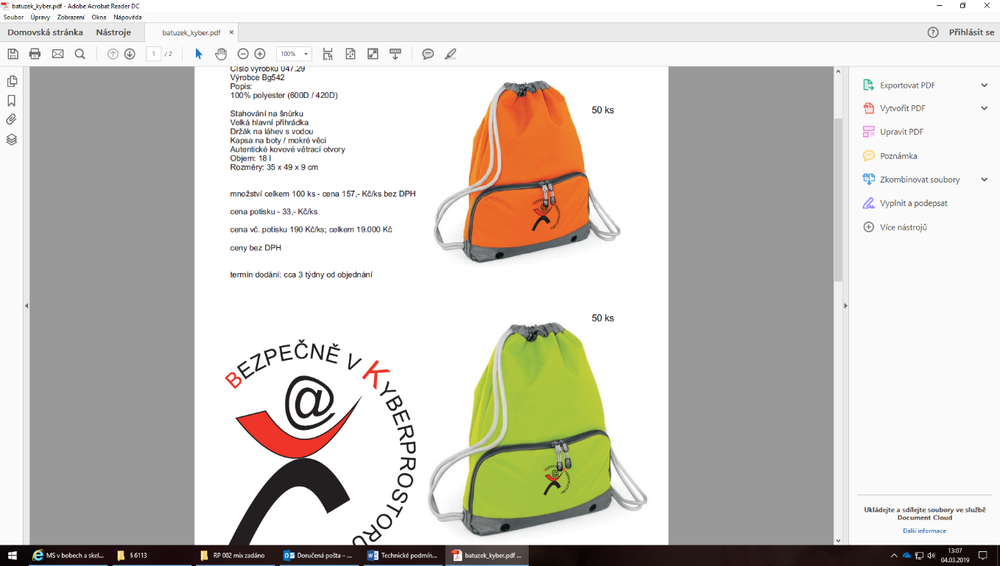 batuzek_kyber.pdf - Adobe Acrobat Reader DC
Soubor Úpravy Zobrazení Okna Nápověda
Domovská stránka Nástroje batuzek_kyber.pdf × Přihlásit se
1 / 2 100%
Číslo výrobku 047.29
Výrobce Bg542
Popis:
100% polyester (600D / 420D)
Stahování na šňůrku
Velká hlavní přihrádka
Držák na láhev s vodou
Kapsa na boty / mokré věci
Autentické kovové větrací otvory
Objem: 18 l
Rozměry: 35 x 49 x 9 cm
množství celkem 100 ks - cena 157,- Kč/ks bez DPH
cena potisku - 33,- Kč/ks
cena vč. potisku 190 Kč/ks; celkem 19.000 Kč
ceny bez DPH
termín dodání: cca 3 týdny od objednání
50 ks
50 ks
BEZPEČNĚ V KYBERPROSTORU
@
Exportovat PDF
Vytvořit PDF
Upravit PDF
Poznámka
Zkombinovat soubory
Vyplnit a podepsat
Více nástrojů
Ukládejte a sdílejte soubory ve službě
Document Cloud
Další informace
MS v bobech a skel... § 6113 RP 002 mix zadáno Doručená pošta – ... Technické podmín... batuzek_kyber.pdf ...
13:07
04.03.2019